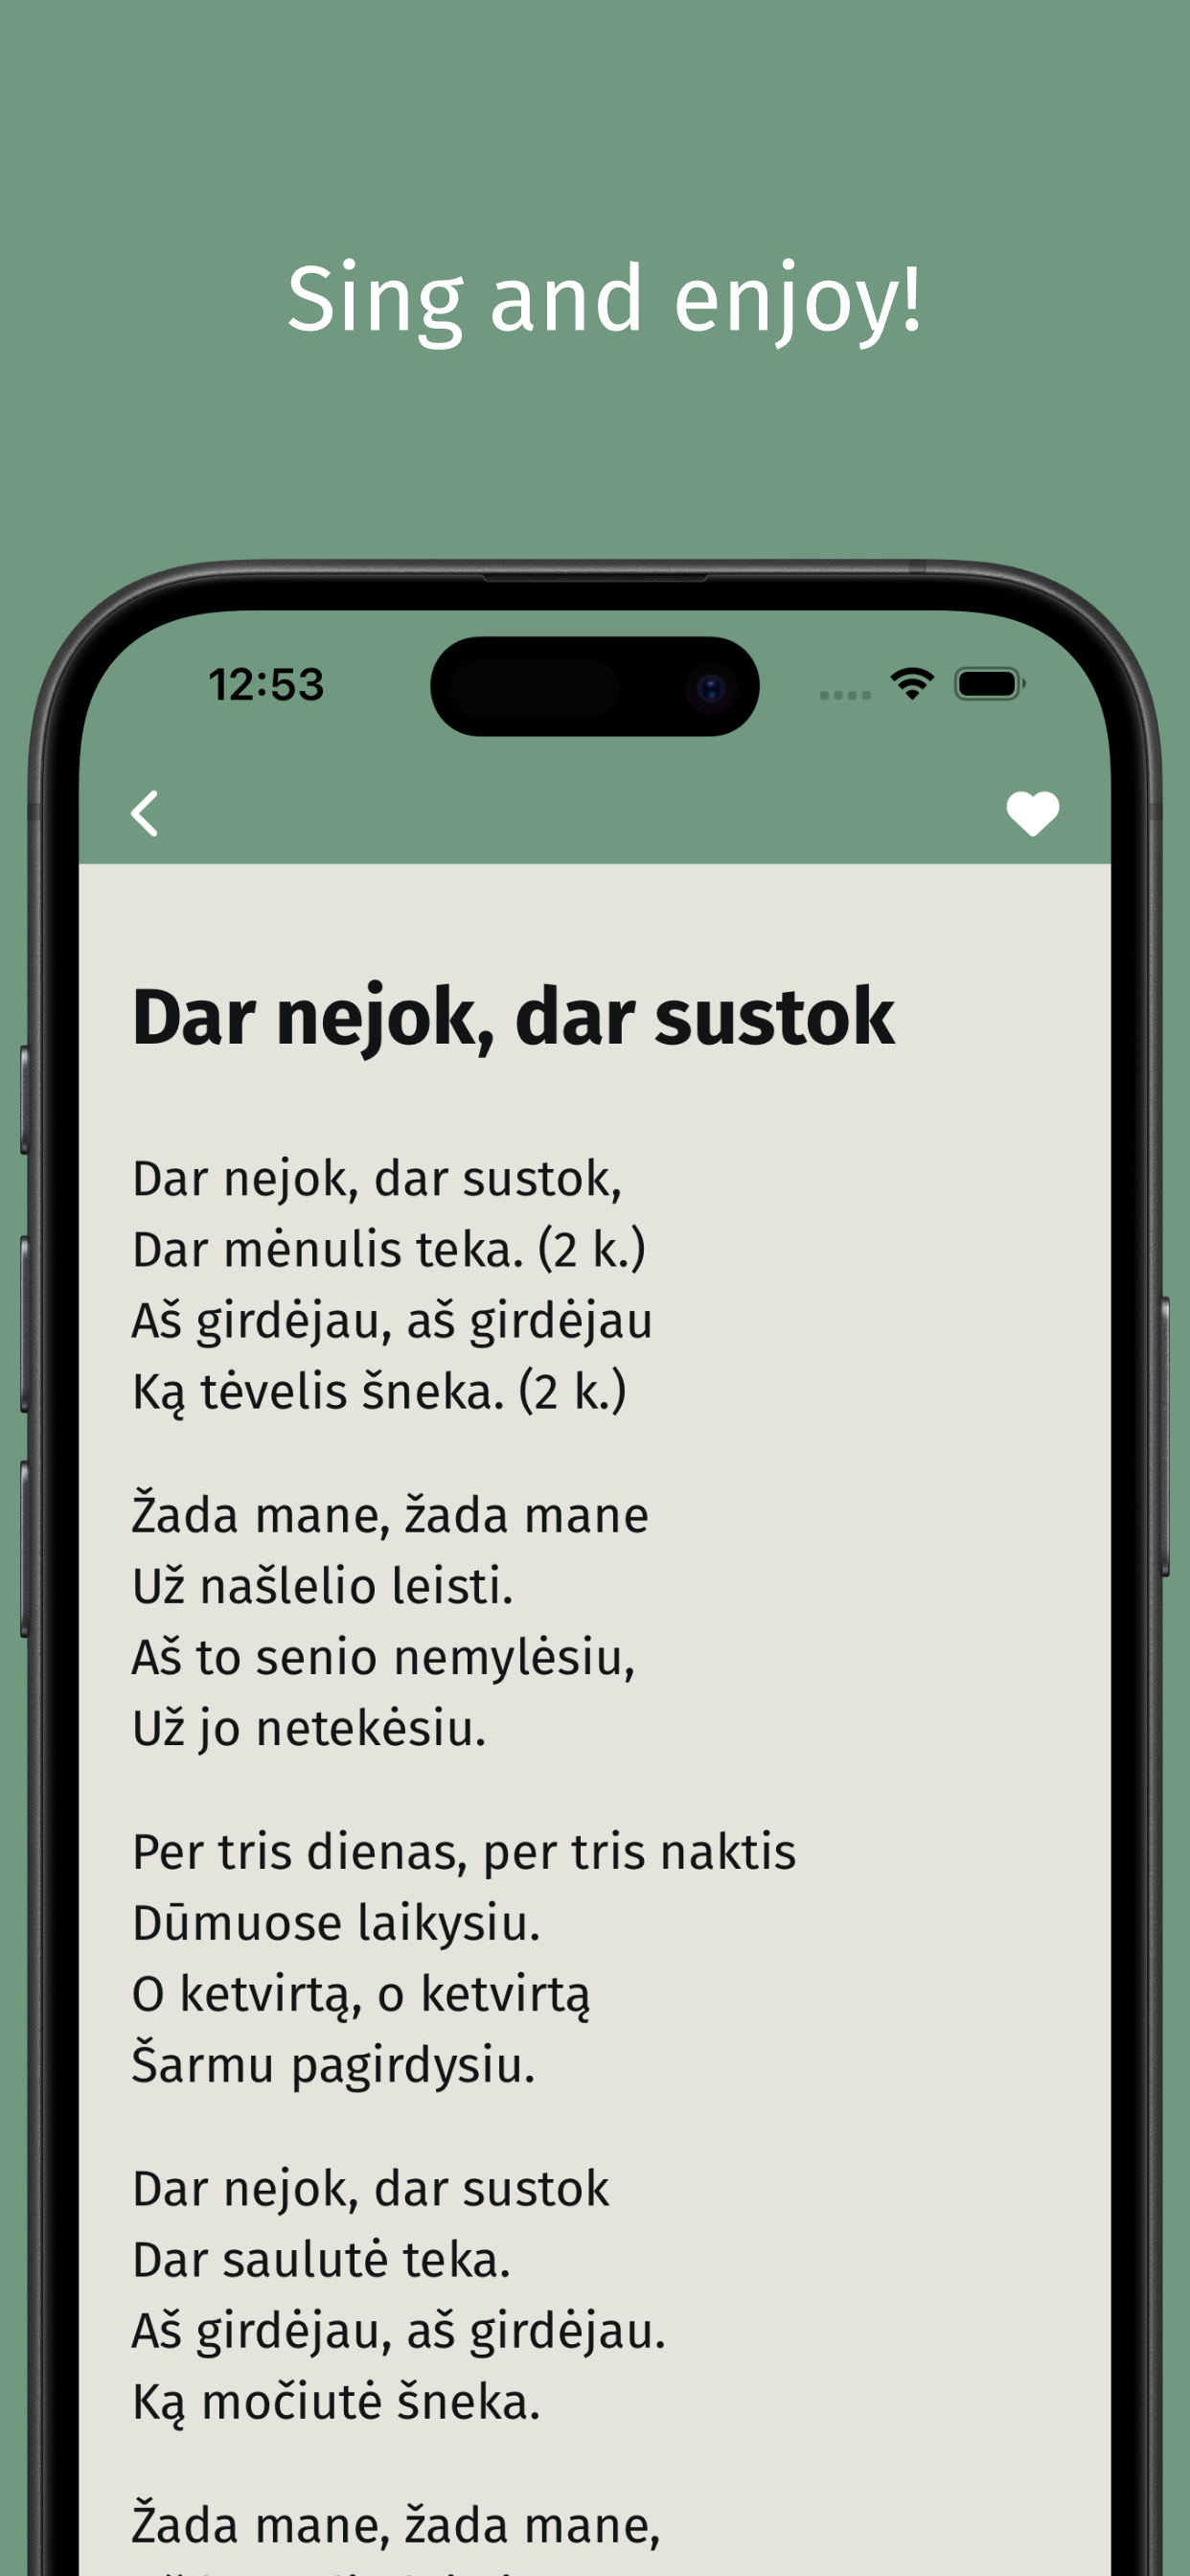 Sing and enjoy!
12:53
Dar nejok, dar sustok
Dar nejok, dar sustok,
Dar mėnulis teka. (2 k.)
Aš girdėjau, aš girdėjau
Ką tėvelis šneka. (2 k.)
Žada mane, žada mane
Už našlelio leisti.
Aš to senio nemylėsiu,
Už jo netekėsiu.
Per tris dienas, per tris naktis
Dūmuose laikysiu.
O ketvirtą, o ketvirtą
Šarmu pagirdysiu.
Dar nejok, dar sustok
Dar saulutė teka.
Aš girdėjau, aš girdėjau.
Ką močiutė šneka.
Žada mane, žada mane,